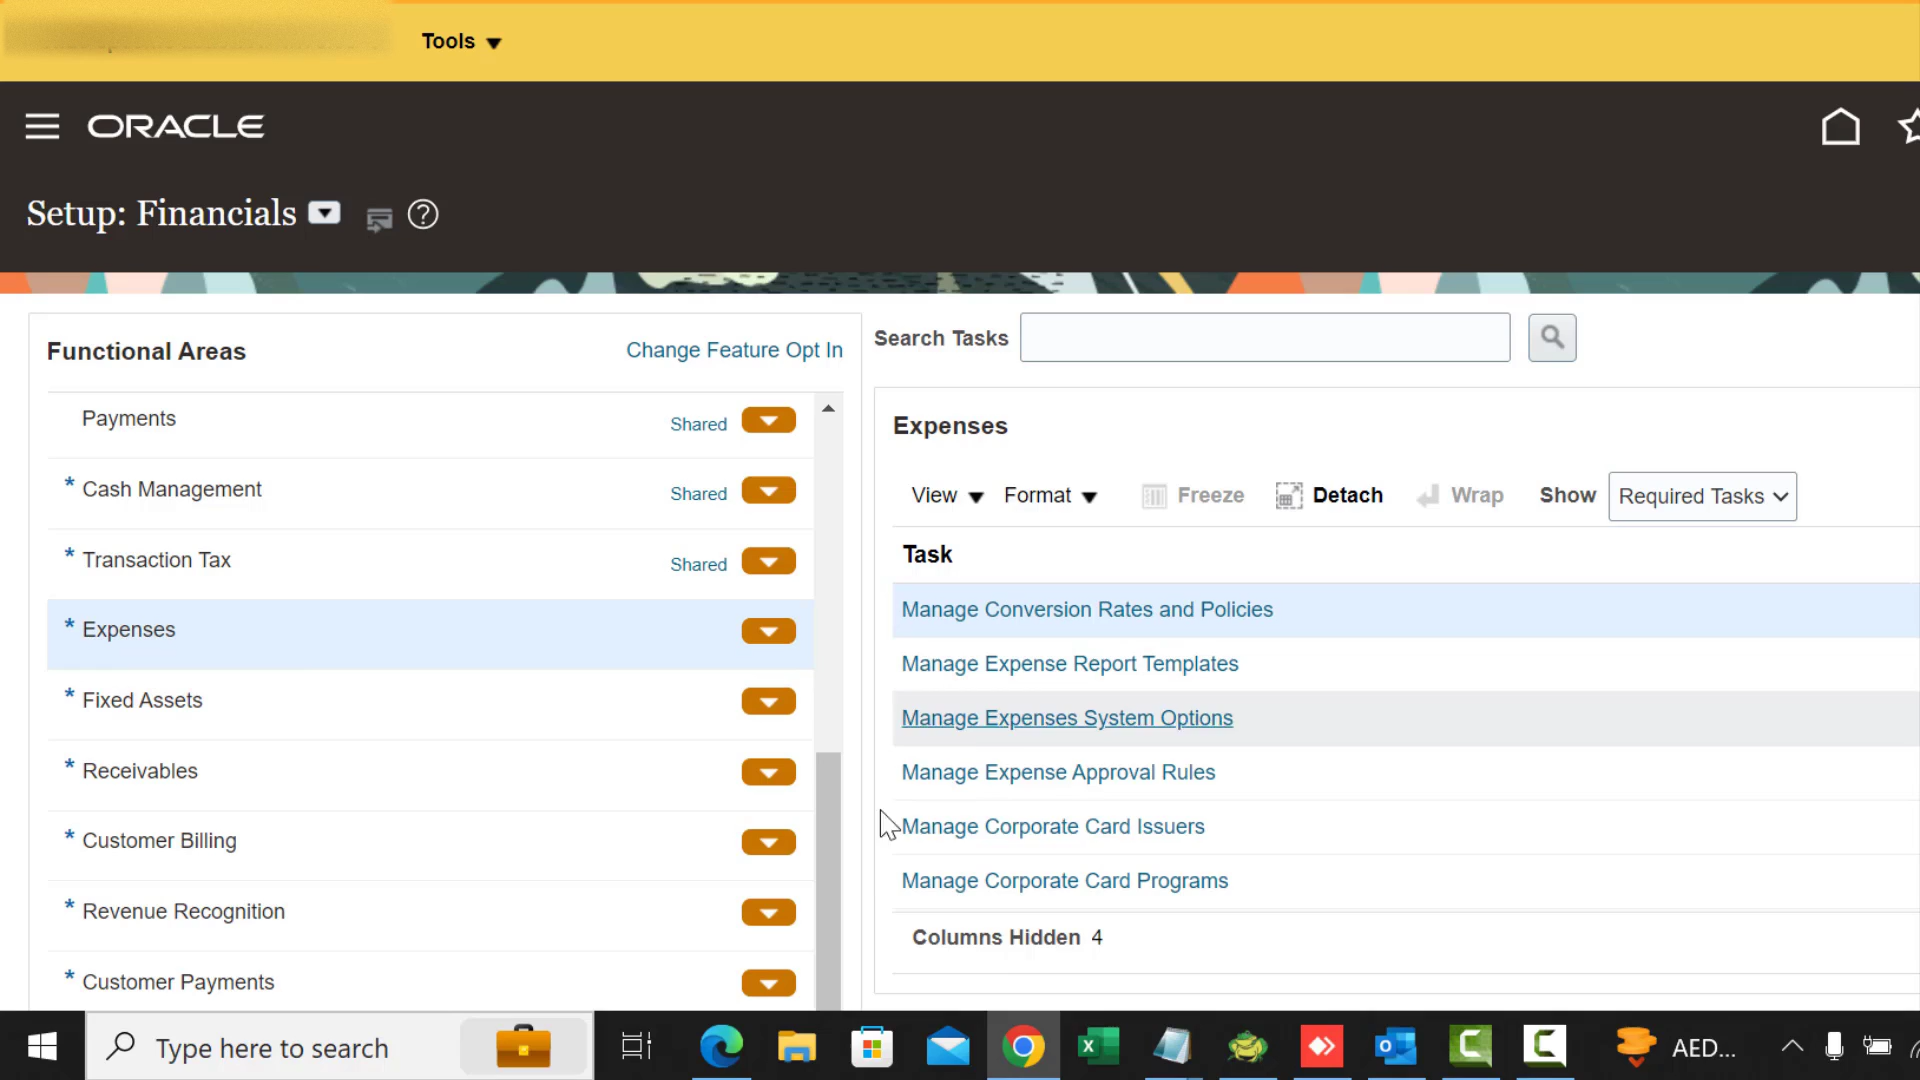 Tools
ORACLE
Setup: Financials
Functional Areas
Change Feature Opt In
Payments
Shared
* Cash Management
Shared
* Transaction Tax
Shared
* Expenses
* Fixed Assets
* Receivables
* Customer Billing
* Revenue Recognition
* Customer Payments
Search Tasks
Expenses
View Format Freeze Detach Wrap Show Required Tasks
Task
Manage Conversion Rates and Policies
Manage Expense Report Templates
Manage Expenses System Options
Manage Expense Approval Rules
Manage Corporate Card Issuers
Manage Corporate Card Programs
Columns Hidden 4
Type here to search
AED...